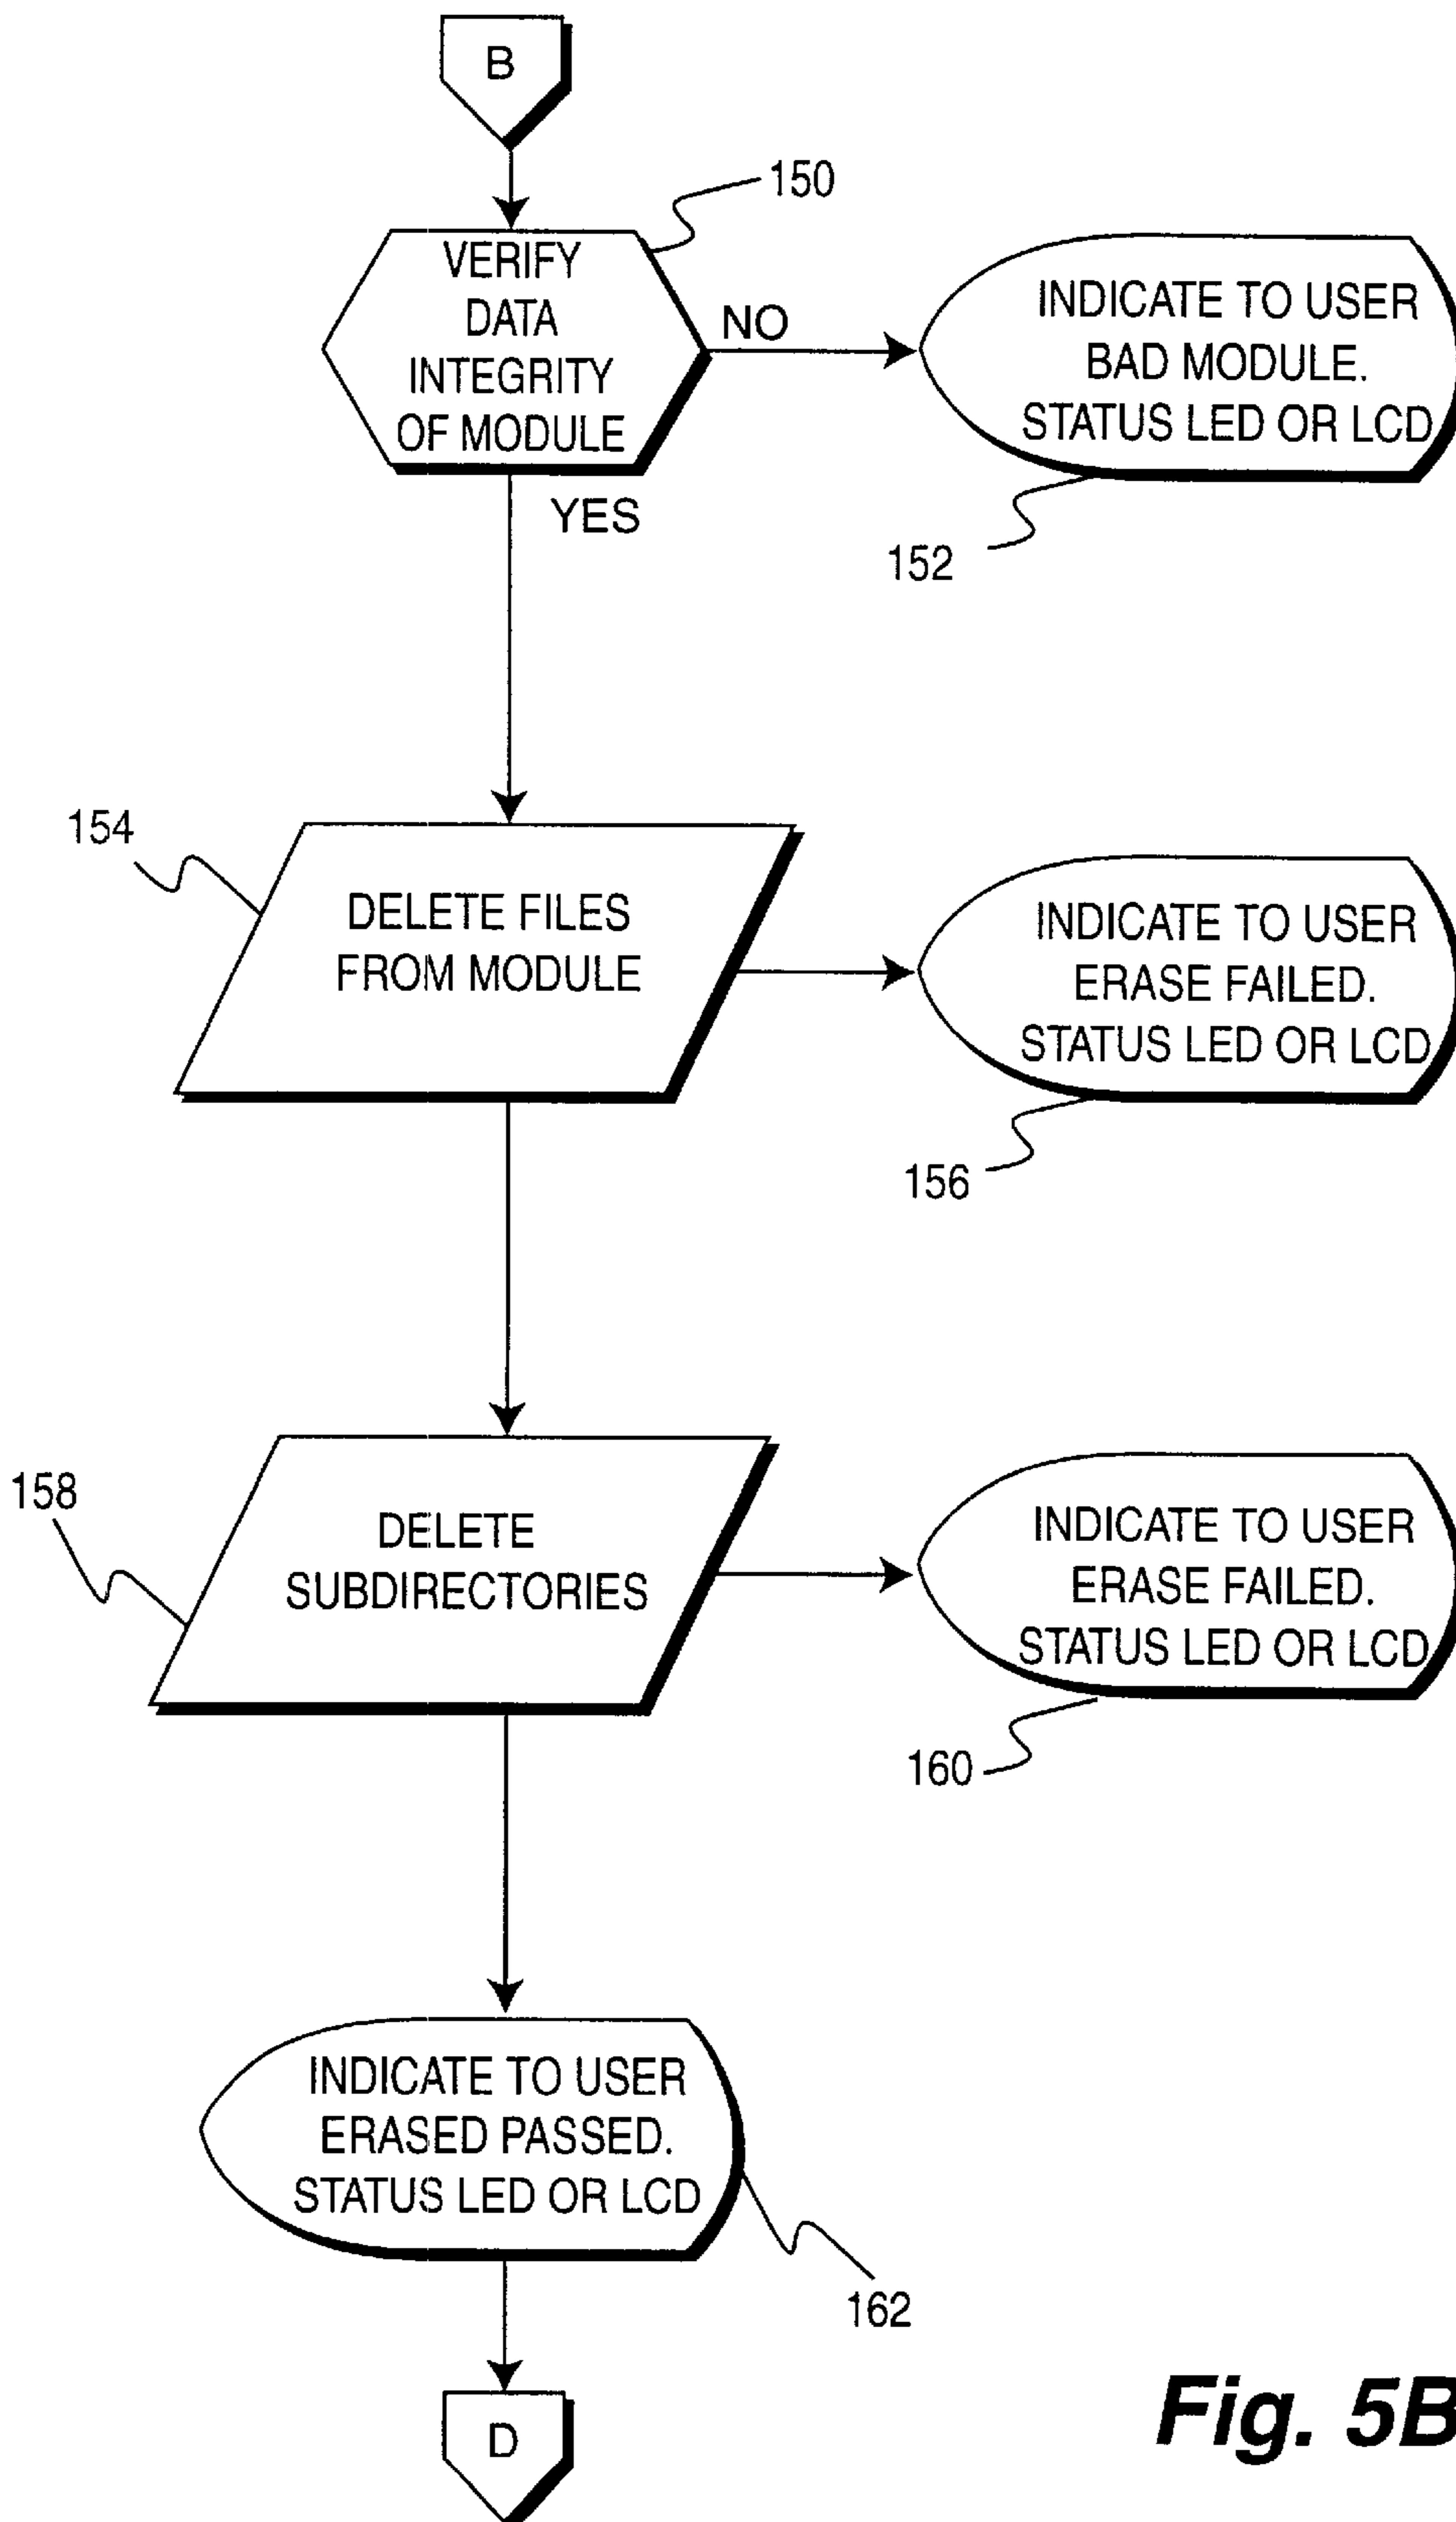 B
150
VERIFY
DATA
INTEGRITY
OF MODULE
NO
INDICATE TO USER
BAD MODULE.
STATUS LED OR LCD
152
YES
154
DELETE FILES
FROM MODULE
INDICATE TO USER
ERASE FAILED.
STATUS LED OR LCD
156
158
DELETE
SUBDIRECTORIES
INDICATE TO USER
ERASE FAILED.
STATUS LED OR LCD
160
INDICATE TO USER
ERASED PASSED.
STATUS LED OR LCD
162
D
Fig. 5B